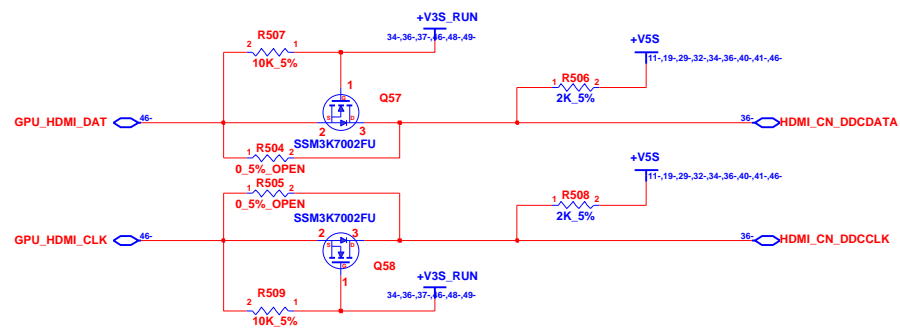 +V3S_RUN
34-,36-,37-,46-,48-,49-
R507
2 1
10K_5%
+V5S
11-,19-,29-,32-,34-,36-,40-,41-,46-
1
G
Q57
R506
1 2
2K_5%
GPU_HDMI_DAT
46-
S
D
2 3
SSM3K7002FU
36-
HDMI_CN_DDCDATA
R504
1 2
0_5%_OPEN
R505
1 2
0_5%_OPEN
+V5S
11-,19-,29-,32-,34-,36-,40-,41-,46-
SSM3K7002FU
R508
1 2
2K_5%
GPU_HDMI_CLK
46-
2 3
S
D
36-
HDMI_CN_DDCCLK
G
Q58
1
+V3S_RUN
34-,36-,37-,46-,48-,49-
R509
2 1
10K_5%